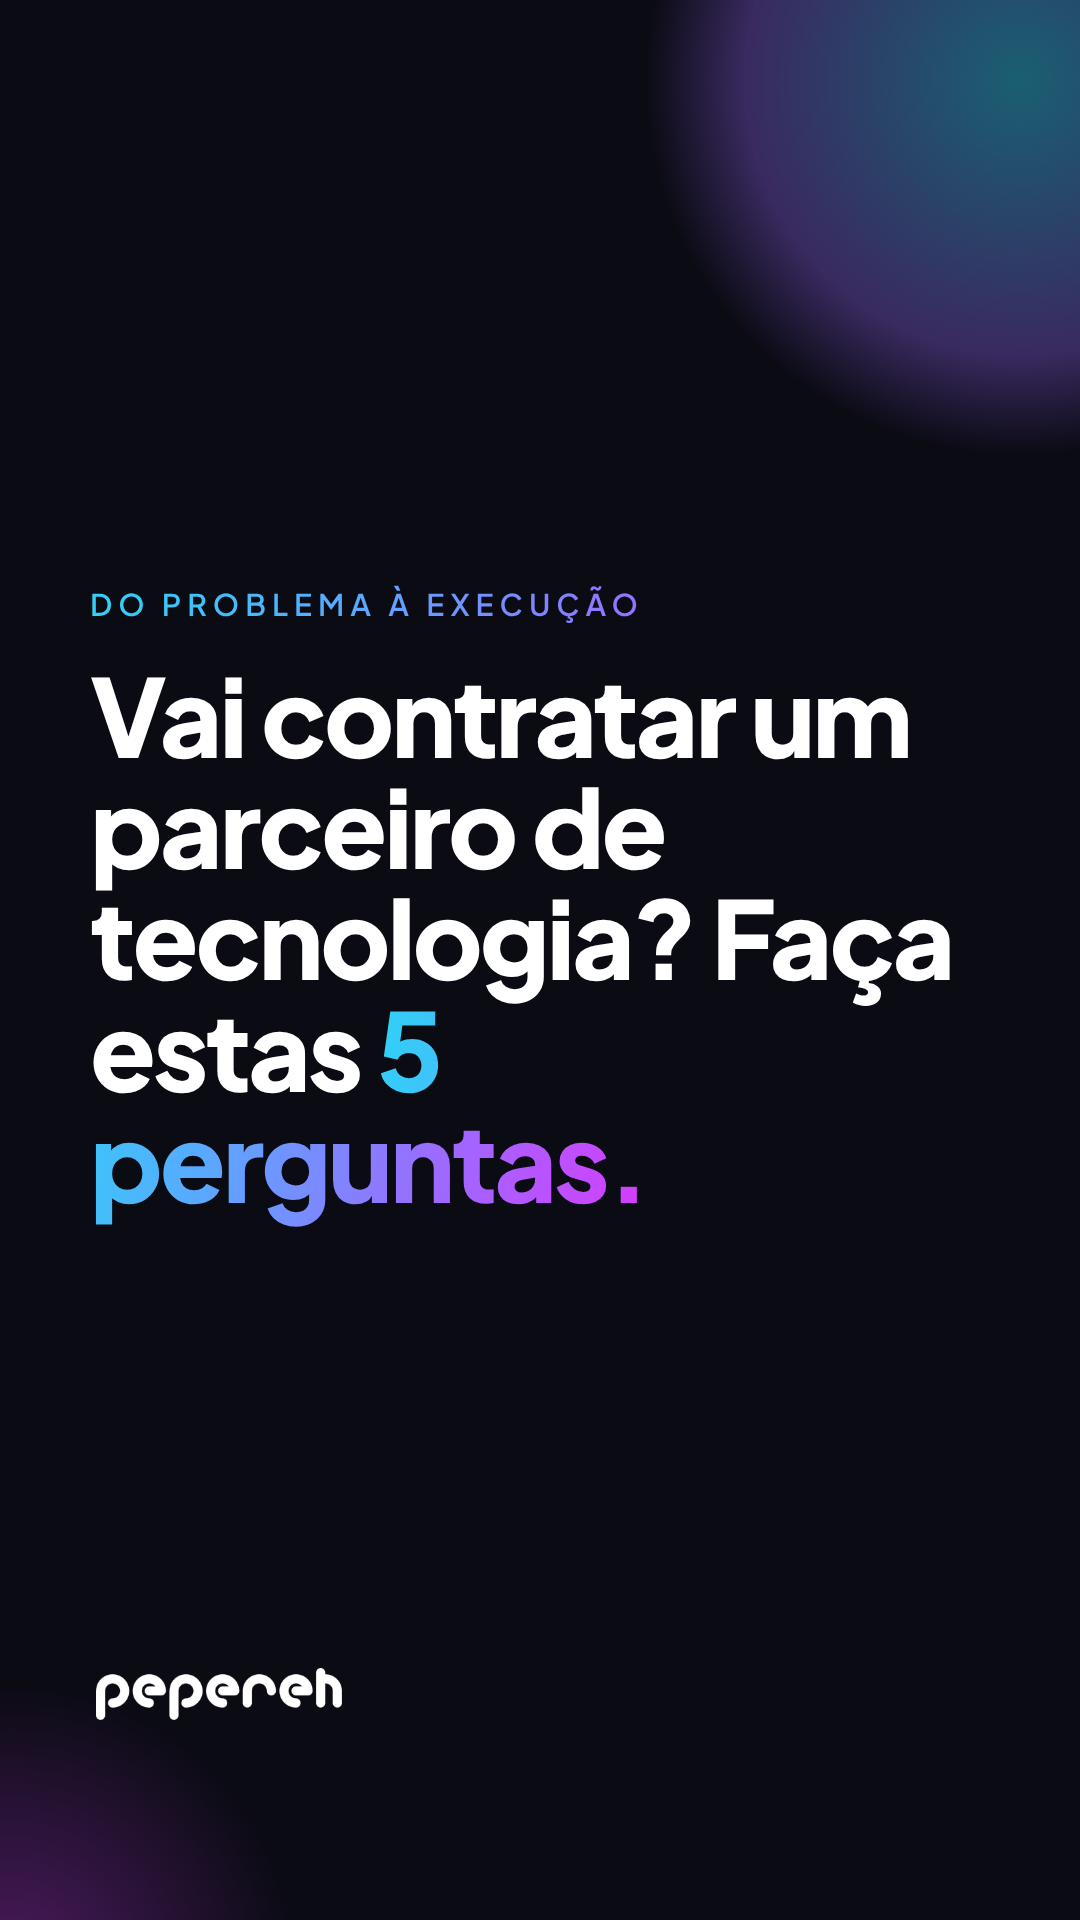 DO PROBLEMA À EXECUÇÃO
Vai contratar um
parceiro de
tecnologia? Faça
estas 5
perguntas.
pepereh